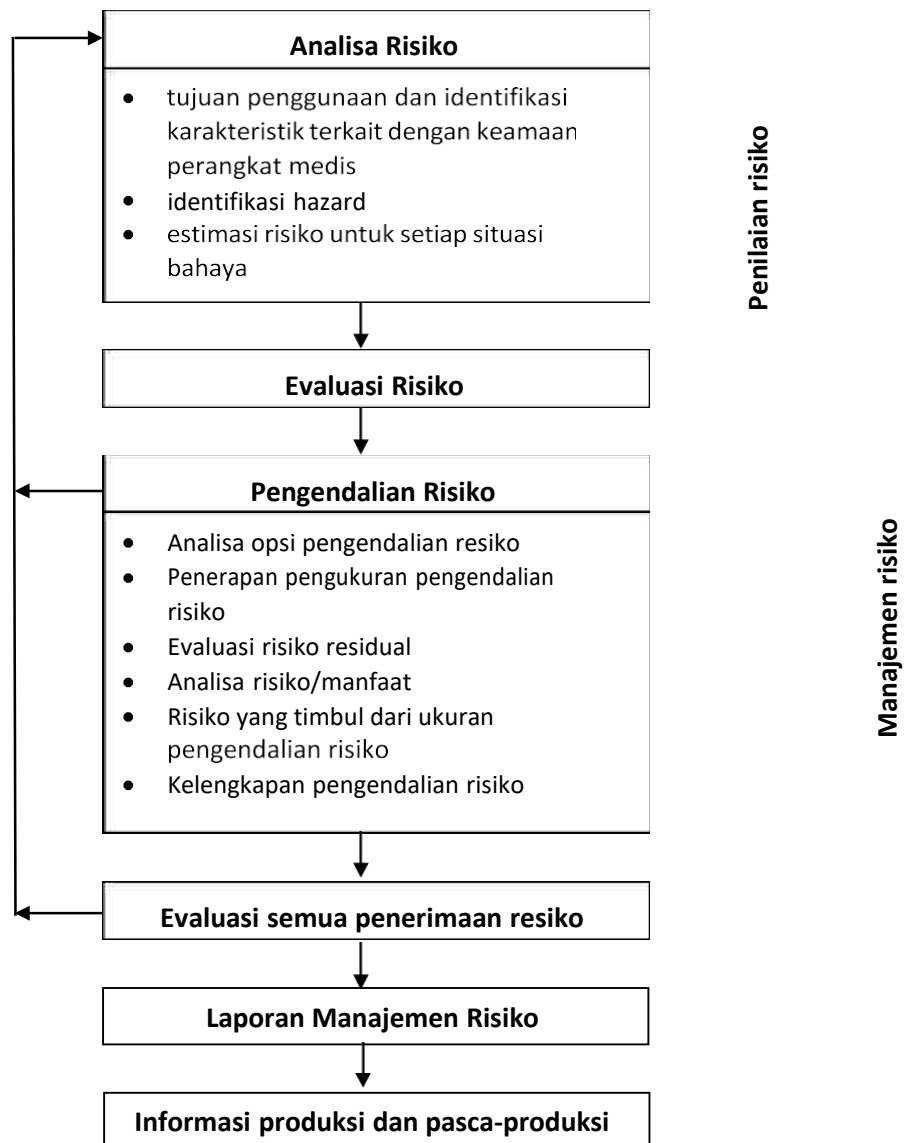 Analisa Risiko
• tujuan penggunaan dan identifikasi
karakteristik terkait dengan keamaan
perangkat medis
• identifikasi hazard
• estimasi risiko untuk setiap situasi
bahaya
Penilaian risiko
Evaluasi Risiko
Pengendalian Risiko
• Analisa opsi pengendalian resiko
• Penerapan pengukuran pengendalian
risiko
• Evaluasi risiko residual
• Analisa risiko/manfaat
• Risiko yang timbul dari ukuran
pengendalian risiko
• Kelengkapan pengendalian risiko
Manajemen risiko
Evaluasi semua penerimaan resiko
Laporan Manajemen Risiko
Informasi produksi dan pasca-produksi